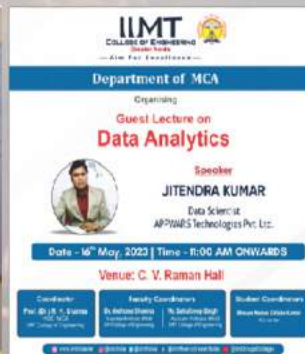 IIMT
COLLEGE OF ENGINEERING
Greater Noida
Aim For Excellence
Department of MCA
Organising
Guest Lecture on
Data Analytics
Speaker
JITENDRA KUMAR
Data Scientist
APPWARS Technologies Pvt. Ltd.
Date - 16th May, 2023 | Time - 11:00 AM ONWARDS
Venue: C. V. Raman Hall
Coordinator
Faculty Coordinators
Student Coordinators